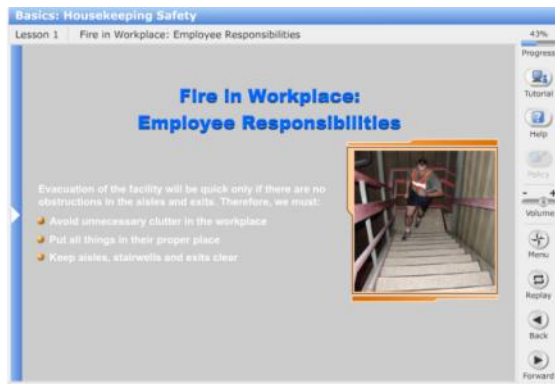 Basics: Housekeeping Safety
Lesson 1 Fire in Workplace: Employee Responsibilities
43%
Progress
Tutorial
Help
Policy
- +
Volume
Menu
Replay
Back
Forward
Fire in Workplace:
Employee Responsibilities
Evacuation of the facility will be quick only if there are no
obstructions in the aisles and exits. Therefore, we must:
Avoid unnecessary clutter in the workplace
Put all things in their proper place
Keep aisles, stairwells and exits clear